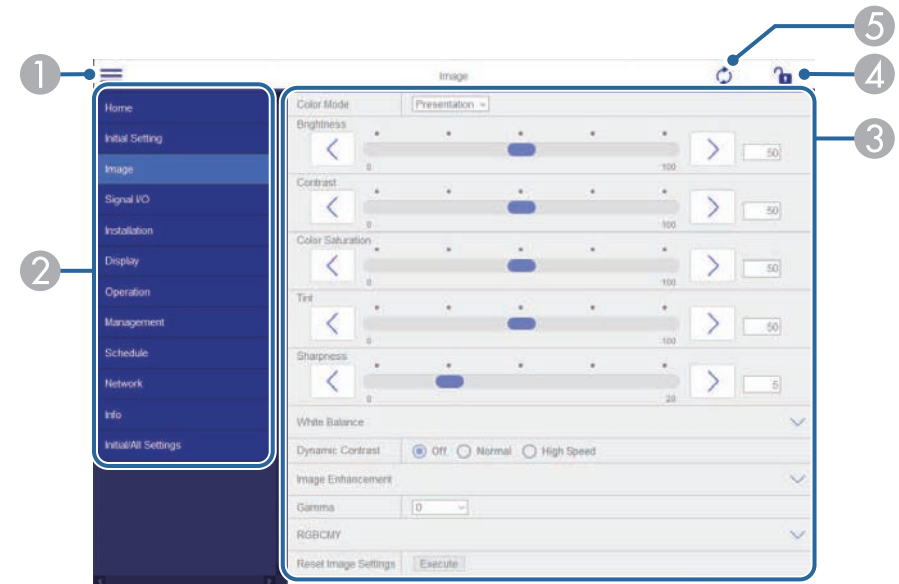 5
1
Image
4
Home
Color Mode
Presentation
Brightness
3
Initial Setting
0
100
50
Image
Contrast
Signal I/O
0
100
50
Installation
Color Saturation
2
Display
0
100
50
Operation
Tint
Management
0
100
50
Schedule
Sharpness
Network
0
20
5
Info
White Balance
Initial/All Settings
Dynamic Contrast
Off
Normal
High Speed
Image Enhancement
Gamma
0
RGBCMY
Reset Image Settings
Execute